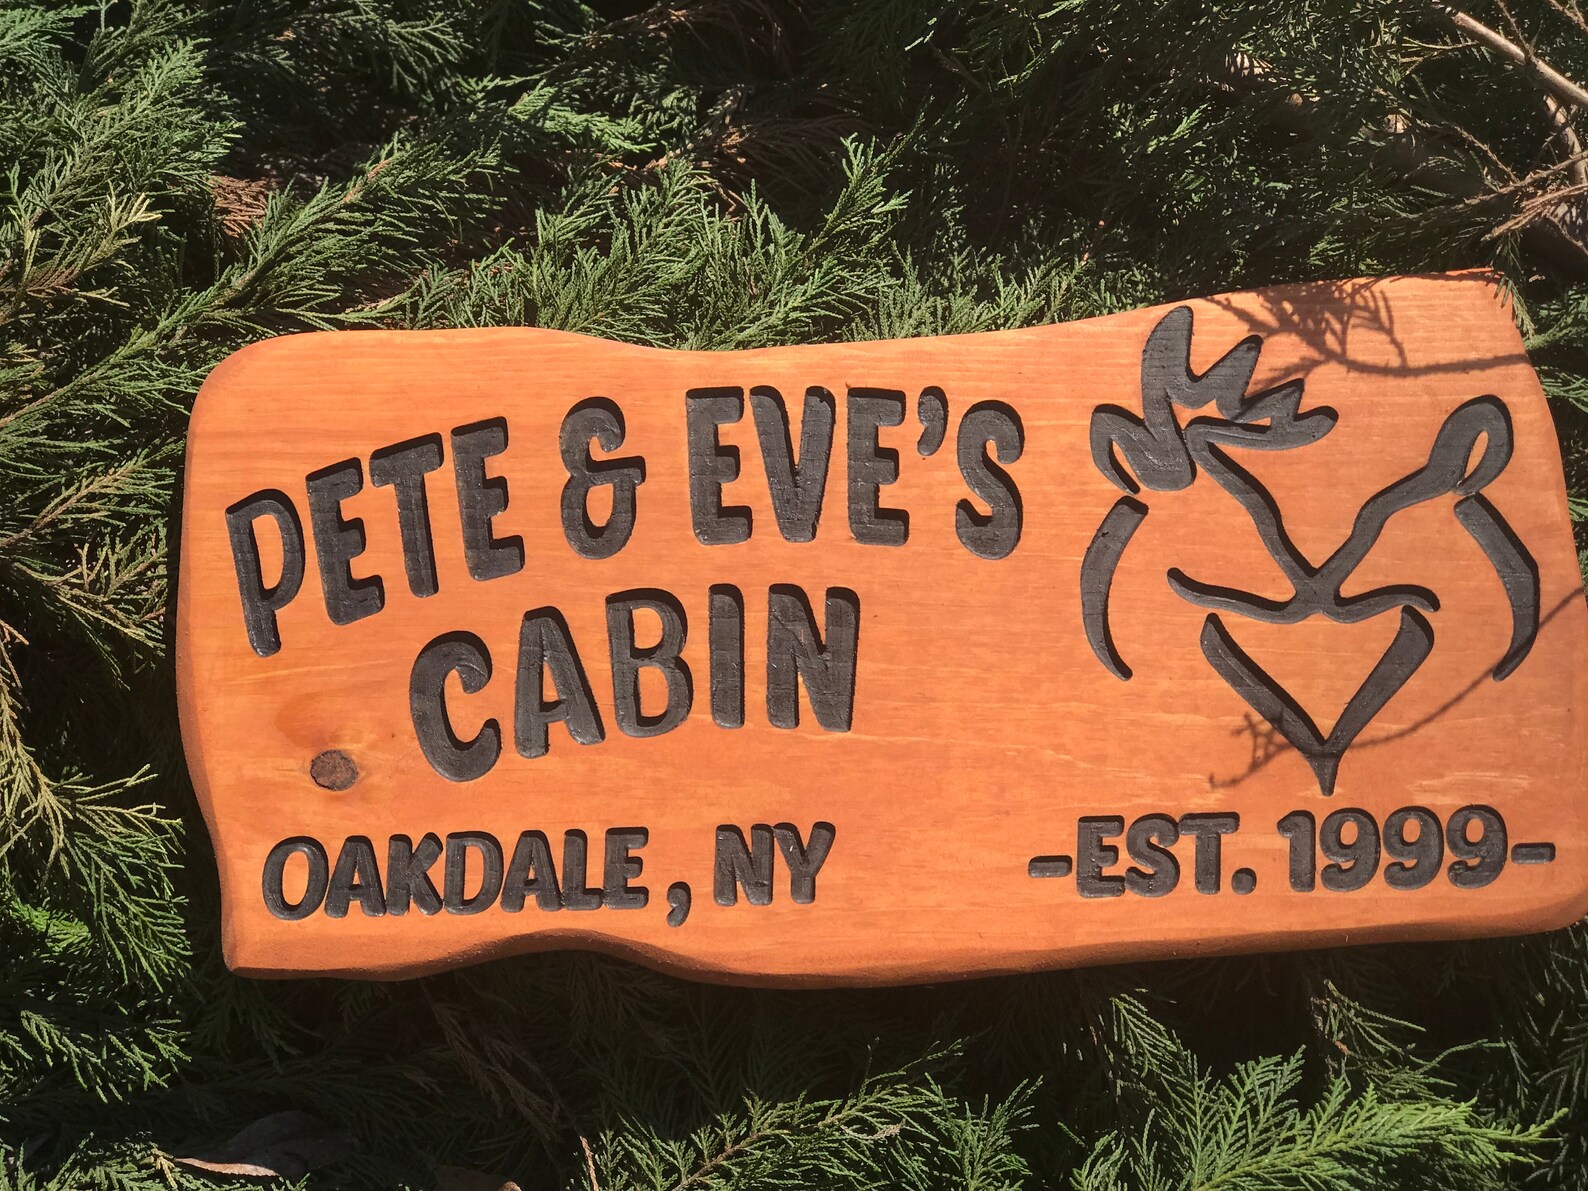 PETE & EVE'S
CABIN
OAKDALE, NY
-EST. 1999-